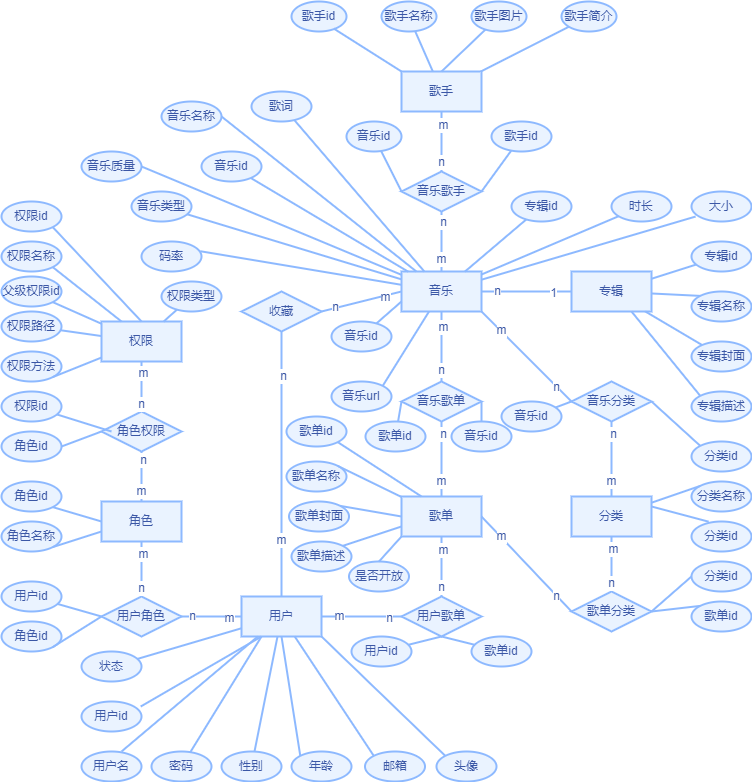 歌手id
歌手名称
歌手图片
歌手简介
歌手
m
n
音乐id
歌手id
音乐歌手
n
m
音乐名称
歌词
音乐质量
音乐id
音乐类型
码率
专辑id
时长
大小
音乐
n
1
专辑
专辑id
专辑名称
专辑封面
专辑描述
权限id
权限名称
父级权限id
权限路径
权限方法
权限类型
权限
m
n
收藏
n
m
音乐id
音乐url
m
n
音乐歌单
歌单id
音乐id
n
m
m
n
音乐分类
音乐id
分类id
n
m
权限id
角色id
角色权限
n
m
角色id
角色名称
角色
m
n
歌单id
歌单名称
歌单封面
歌单描述
是否开放
歌单
m
n
m
n
分类
分类名称
分类id
m
n
歌单分类
分类id
歌单id
用户id
角色id
用户角色
n
m
n
m
用户
m
n
用户歌单
用户id
歌单id
状态
用户id
用户名
密码
性别
年龄
邮箱
头像